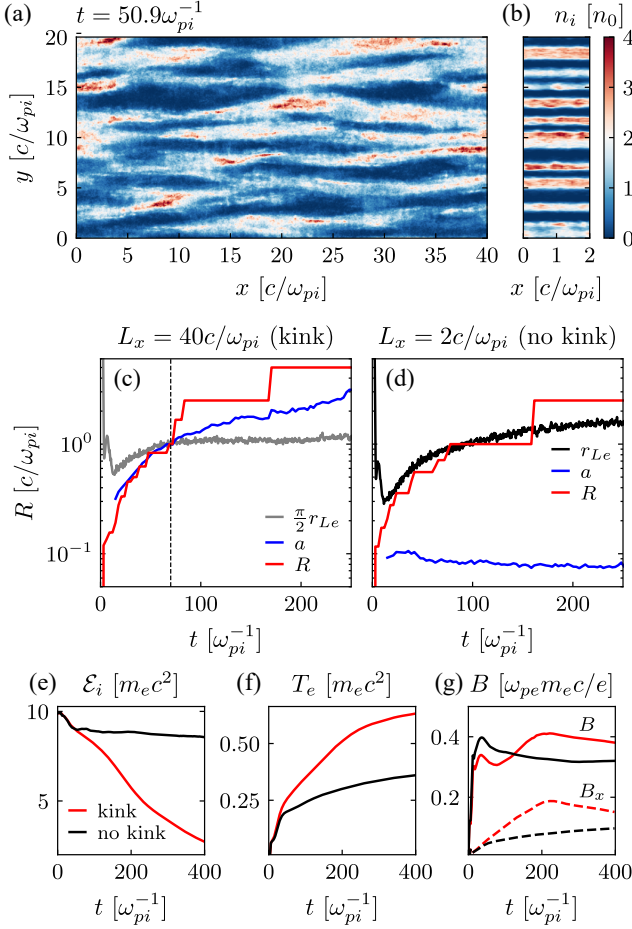 (a) t = 50.9ω_{pi}^{-1} (b) n_i [n_0]
20
15
10
5
0
y [c/ω_{pi}]
0 5 10 15 20 25 30 35 40
x [c/ω_{pi}]
0 1 2
x [c/ω_{pi}]
4
3
2
1
0
L_x = 40c/ω_{pi} (kink) L_x = 2c/ω_{pi} (no kink)
(c) (d)
10^0
10^{-1}
R [c/ω_{pi}]
π/2 r_{Le}
a
R
r_{Le}
a
R
0 100 200
t [ω_{pi}^{-1}]
0 100 200
t [ω_{pi}^{-1}]
(e) ℰ_i [m_ec^2] (f) T_e [m_ec^2] (g) B [ω_{pe}m_ec/e]
10
5
kink
no kink
0 200 400
t [ω_{pi}^{-1}]
0.50
0.25
0 200 400
t [ω_{pi}^{-1}]
0.4
0.2
B
B_x
0 200 400
t [ω_{pi}^{-1}]